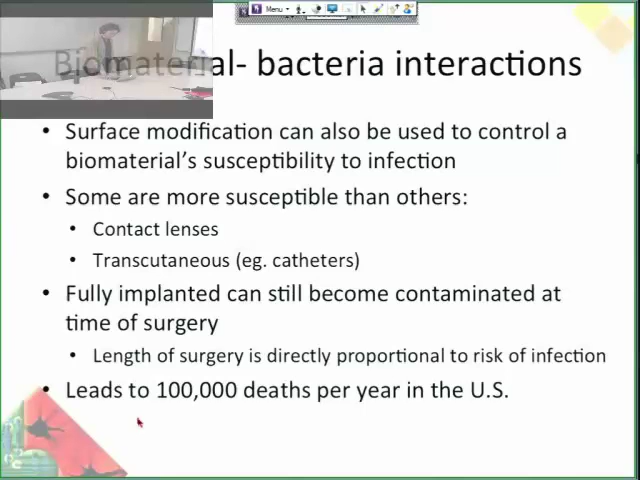 Menu
Biomaterial- bacteria interactions
• Surface modification can also be used to control a
biomaterial's susceptibility to infection
• Some are more susceptible than others:
• Contact lenses
• Transcutaneous (eg. catheters)
• Fully implanted can still become contaminated at
time of surgery
• Length of surgery is directly proportional to risk of infection
• Leads to 100,000 deaths per year in the U.S.